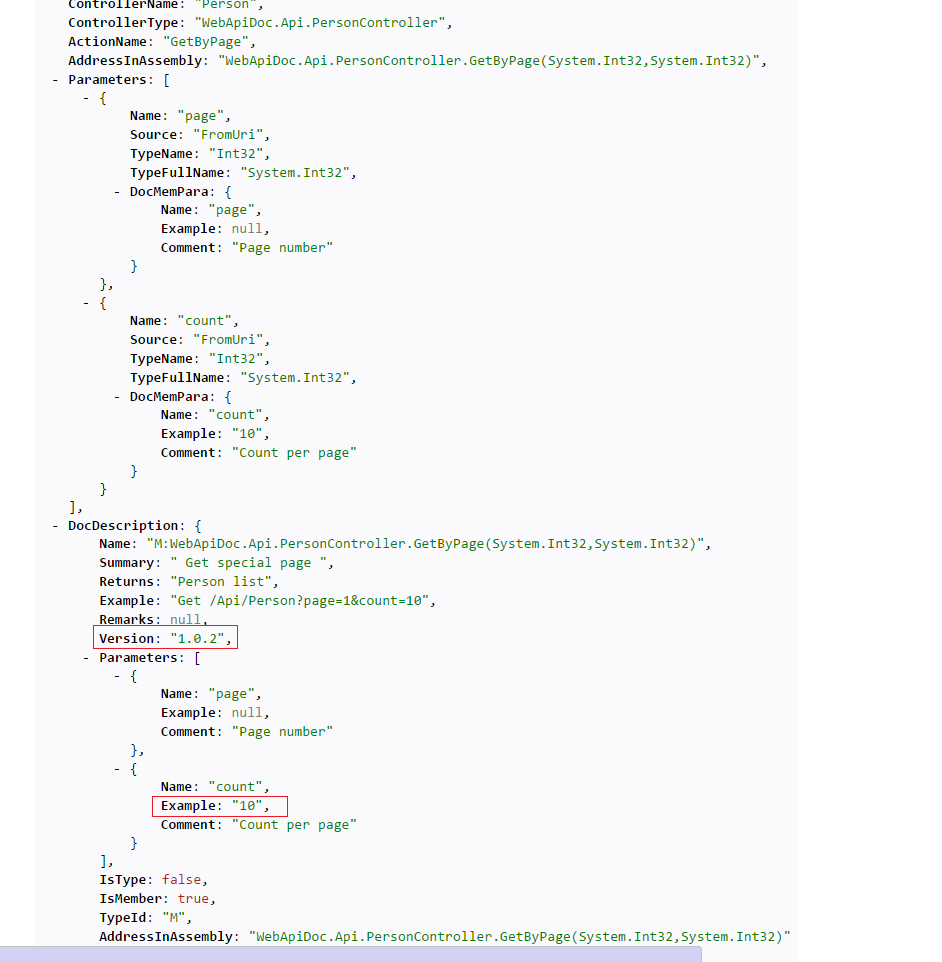 ControllerName: "Person",
ControllerType: "WebApiDoc.Api.PersonController",
ActionName: "GetByPage",
AddressInAssembly: "WebApiDoc.Api.PersonController.GetByPage(System.Int32,System.Int32)",
- Parameters: [
- {
Name: "page",
Source: "FromUri",
TypeName: "Int32",
TypeFullName: "System.Int32",
- DocMemPara: {
Name: "page",
Example: null,
Comment: "Page number"
}
},
- {
Name: "count",
Source: "FromUri",
TypeName: "Int32",
TypeFullName: "System.Int32",
- DocMemPara: {
Name: "count",
Example: "10",
Comment: "Count per page"
}
}
],
- DocDescription: {
Name: "M:WebApiDoc.Api.PersonController.GetByPage(System.Int32,System.Int32)",
Summary: " Get special page ",
Returns: "Person list",
Example: "Get /Api/Person?page=1&count=10",
Remarks: null,
Version: "1.0.2",
- Parameters: [
- {
Name: "page",
Example: null,
Comment: "Page number"
},
- {
Name: "count",
Example: "10",
Comment: "Count per page"
}
],
IsType: false,
IsMember: true,
TypeId: "M",
AddressInAssembly: "WebApiDoc.Api.PersonController.GetByPage(System.Int32,System.Int32)"